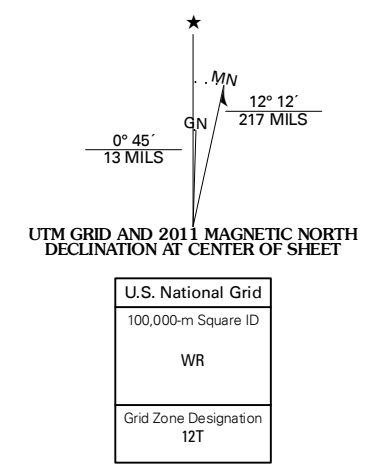 ★
MN
GN
12° 12´
217 MILS
0° 45´
13 MILS
UTM GRID AND 2011 MAGNETIC NORTH
DECLINATION AT CENTER OF SHEET
U.S. National Grid
100,000-m Square ID
WR
Grid Zone Designation
12T